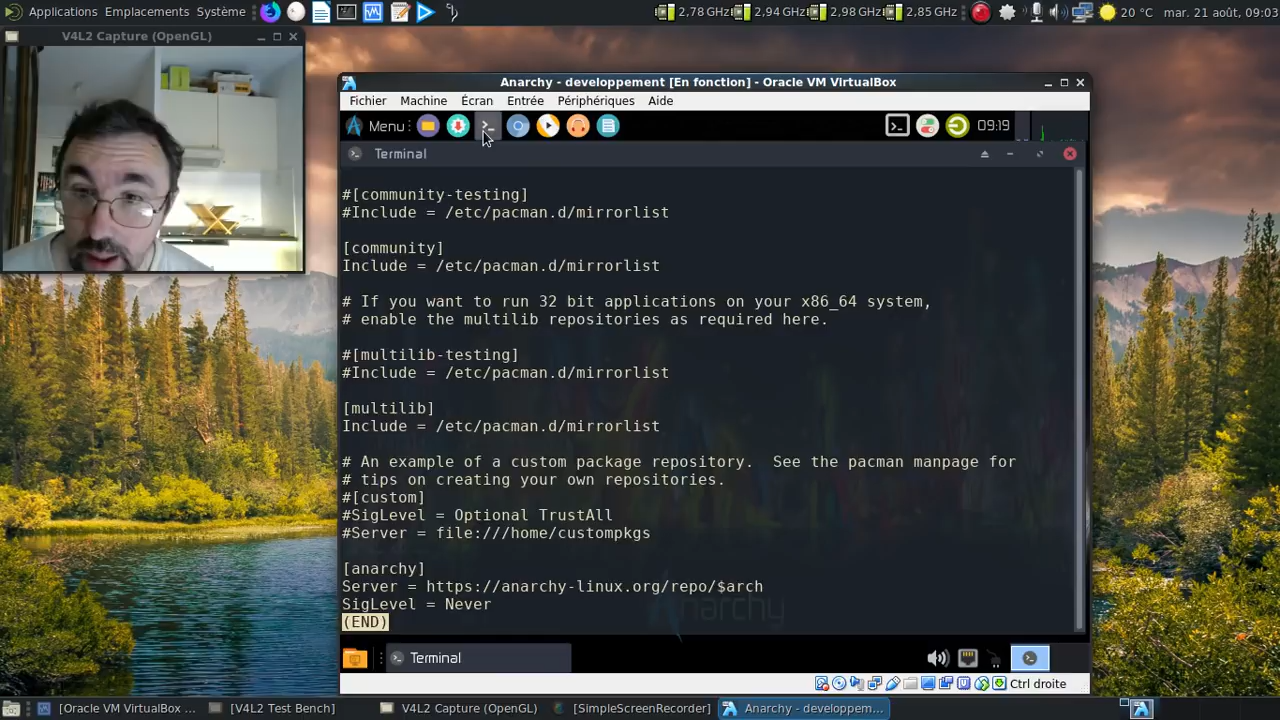 Applications Emplacements Système
2,78 GHz 2,94 GHz 2,98 GHz 2,85 GHz 20 °C mar. 21 août, 09:03
V4L2 Capture (OpenGL)
Anarchy - developpement [En fonction] - Oracle VM VirtualBox
Fichier Machine Écran Entrée Périphériques Aide
Menu 09:19
Terminal
#[community-testing]
#Include = /etc/pacman.d/mirrorlist
[community]
Include = /etc/pacman.d/mirrorlist
# If you want to run 32 bit applications on your x86_64 system,
# enable the multilib repositories as required here.
#[multilib-testing]
#Include = /etc/pacman.d/mirrorlist
[multilib]
Include = /etc/pacman.d/mirrorlist
# An example of a custom package repository.  See the pacman manpage for
# tips on creating your own repositories.
#[custom]
#SigLevel = Optional TrustAll
#Server = file:///home/custompkgs
[anarchy]
Server = https://anarchy-linux.org/repo/$arch
SigLevel = Never
Anarchy
(END)
Terminal
Ctrl droite
[Oracle VM VirtualBox ... [V4L2 Test Bench] V4L2 Capture (OpenGL) [SimpleScreenRecorder] Anarchy - developpem...